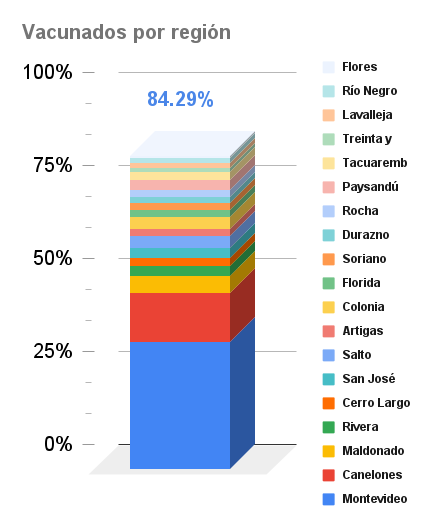 Vacunados por región
100%
84.29%
75%
50%
25%
0%
Flores
Río Negro
Lavalleja
Treinta y
Tacuaremb
Paysandú
Rocha
Durazno
Soriano
Florida
Colonia
Artigas
Salto
San José
Cerro Largo
Rivera
Maldonado
Canelones
Montevideo